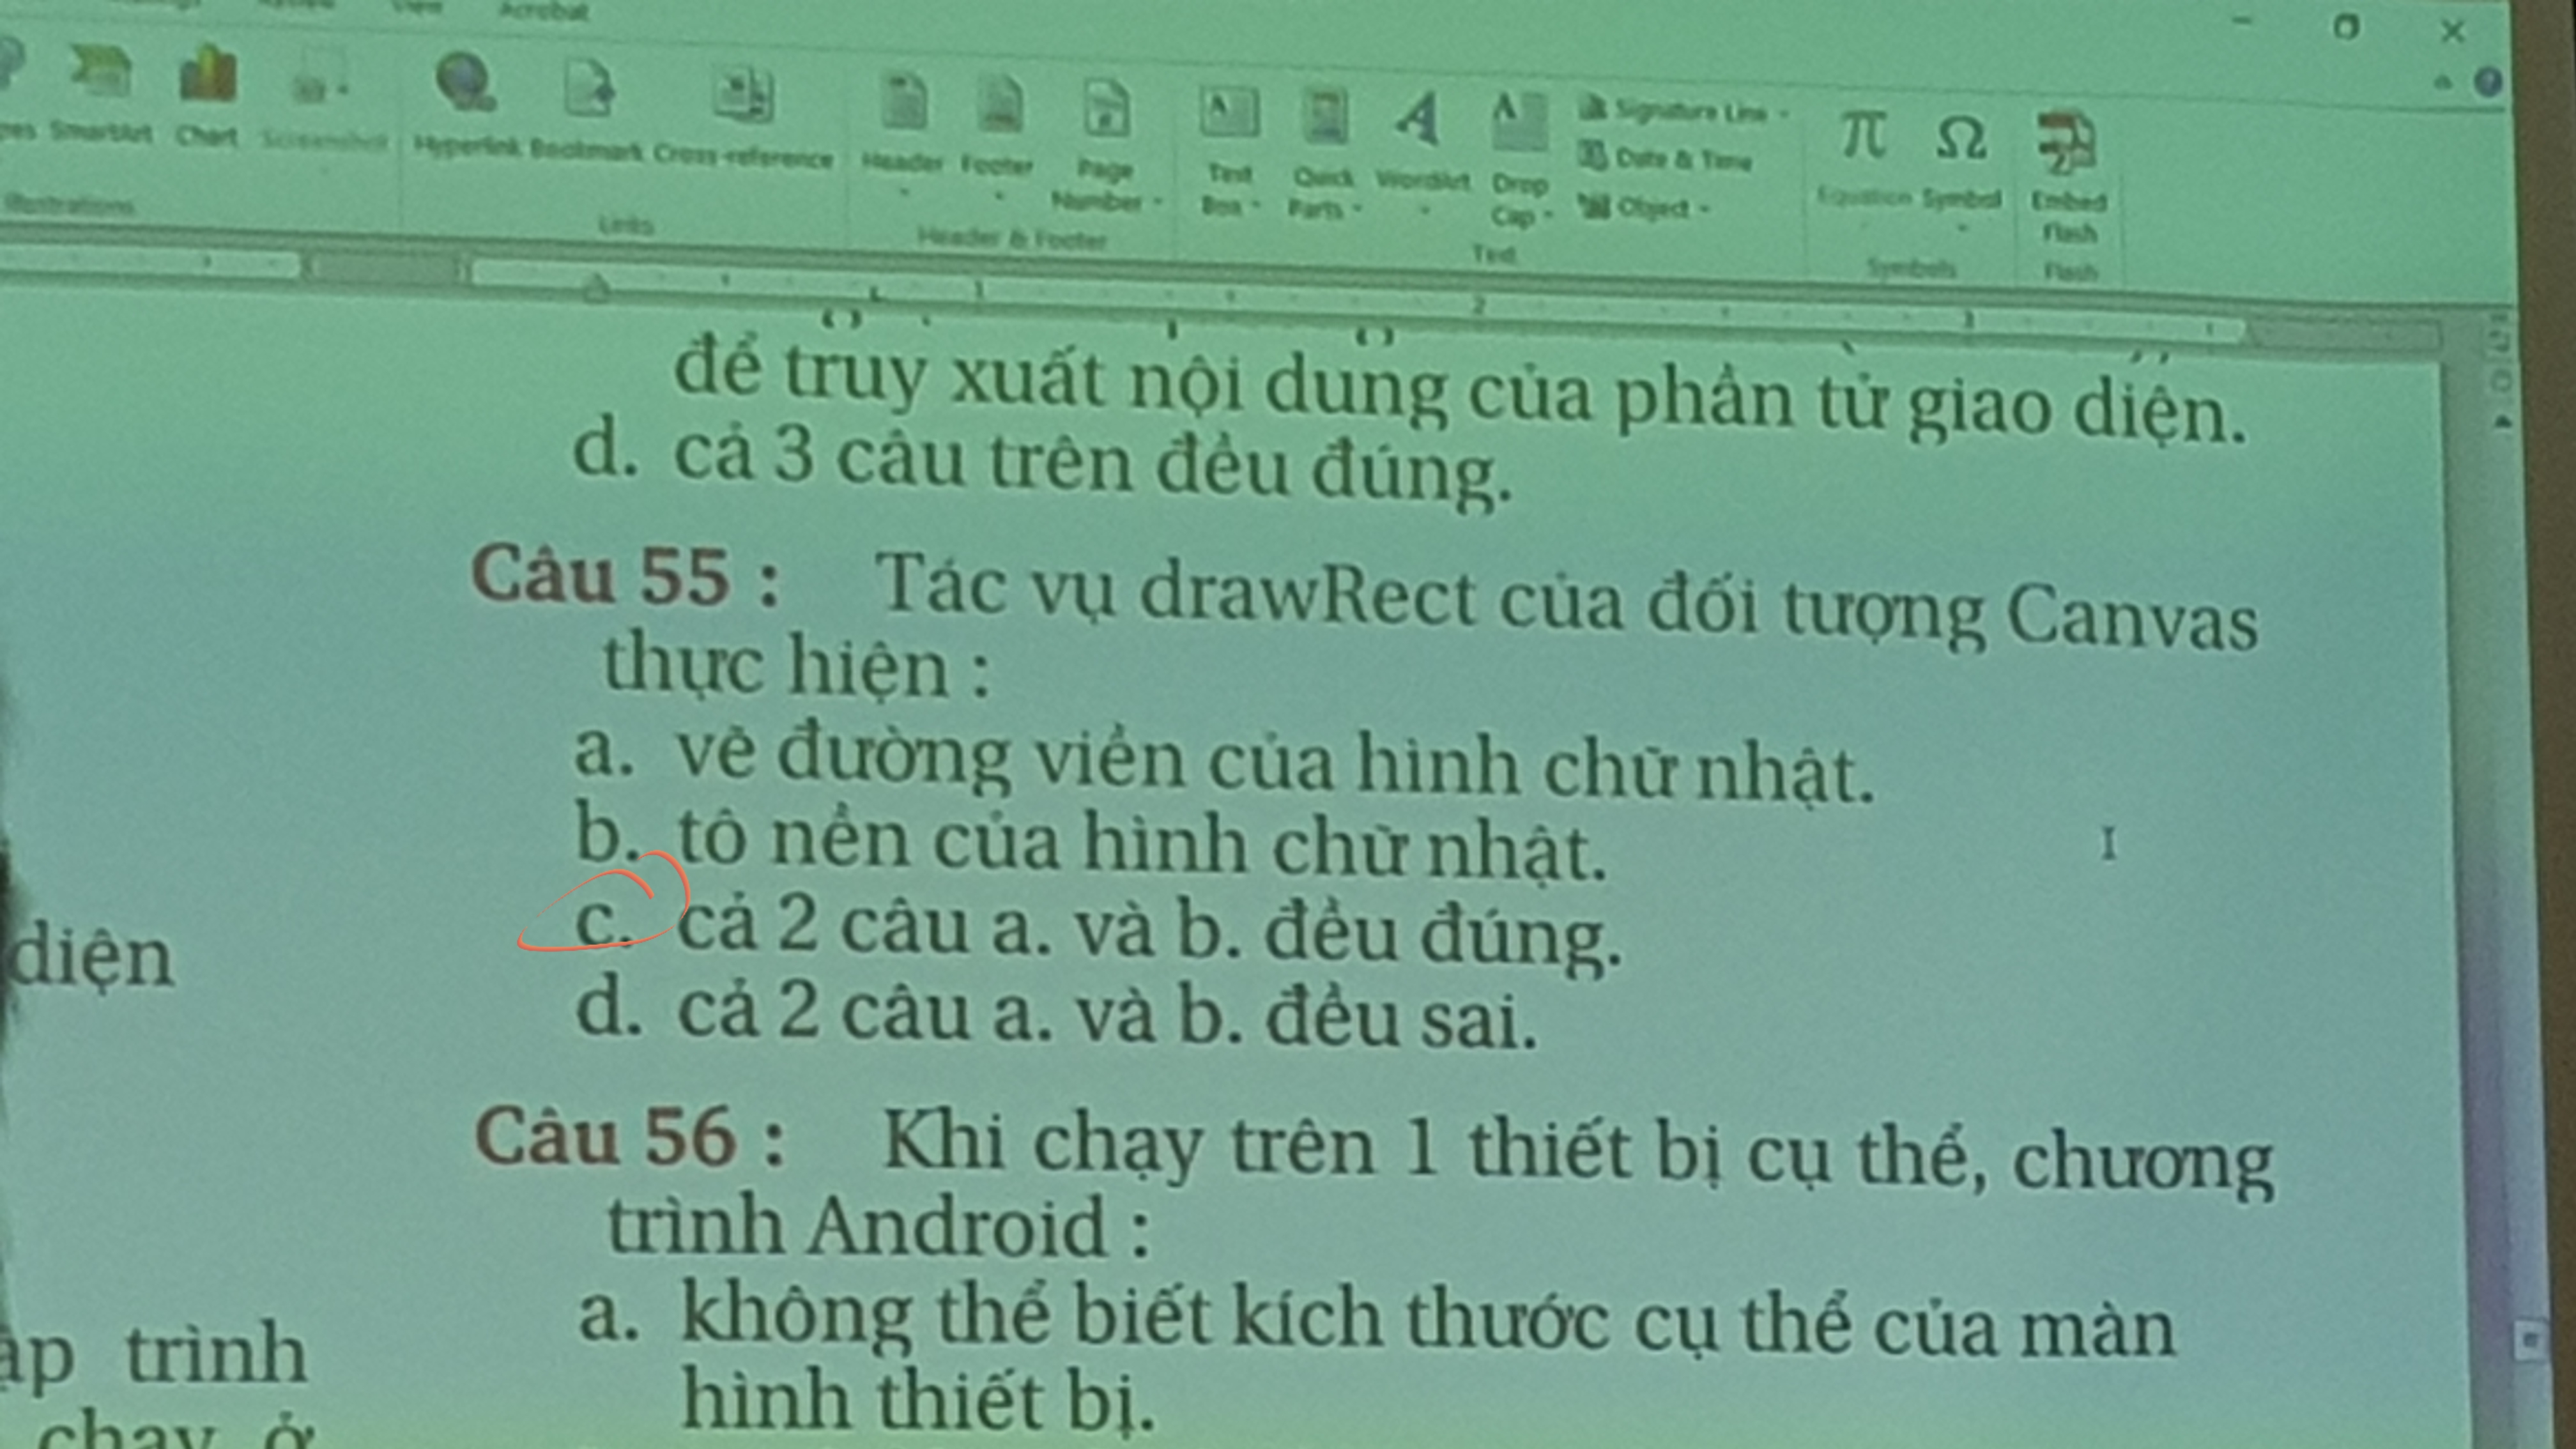 View Acrobat
SmartArt Chart Screenshot Hyperlink Bookmark Cross-reference Header Footer Page Number Text Box Quick Parts WordArt Drop Cap Signature Line Date & Time Object π Equation Ω Symbol Embed Flash
Illustrations Links Header & Footer Text Symbols Flash
1 2 3
để truy xuất nội dung của phần tử giao diện.
d. cả 3 câu trên đều đúng.
Câu 55 : Tác vụ drawRect của đối tượng Canvas
thực hiện :
a. vẽ đường viền của hình chữ nhật.
b. tô nền của hình chữ nhật.
c. cả 2 câu a. và b. đều đúng.
diện
d. cả 2 câu a. và b. đều sai.
Câu 56 : Khi chạy trên 1 thiết bị cụ thể, chương
trình Android :
a. không thể biết kích thước cụ thể của màn
trình
hình thiết bị.
chạy ở